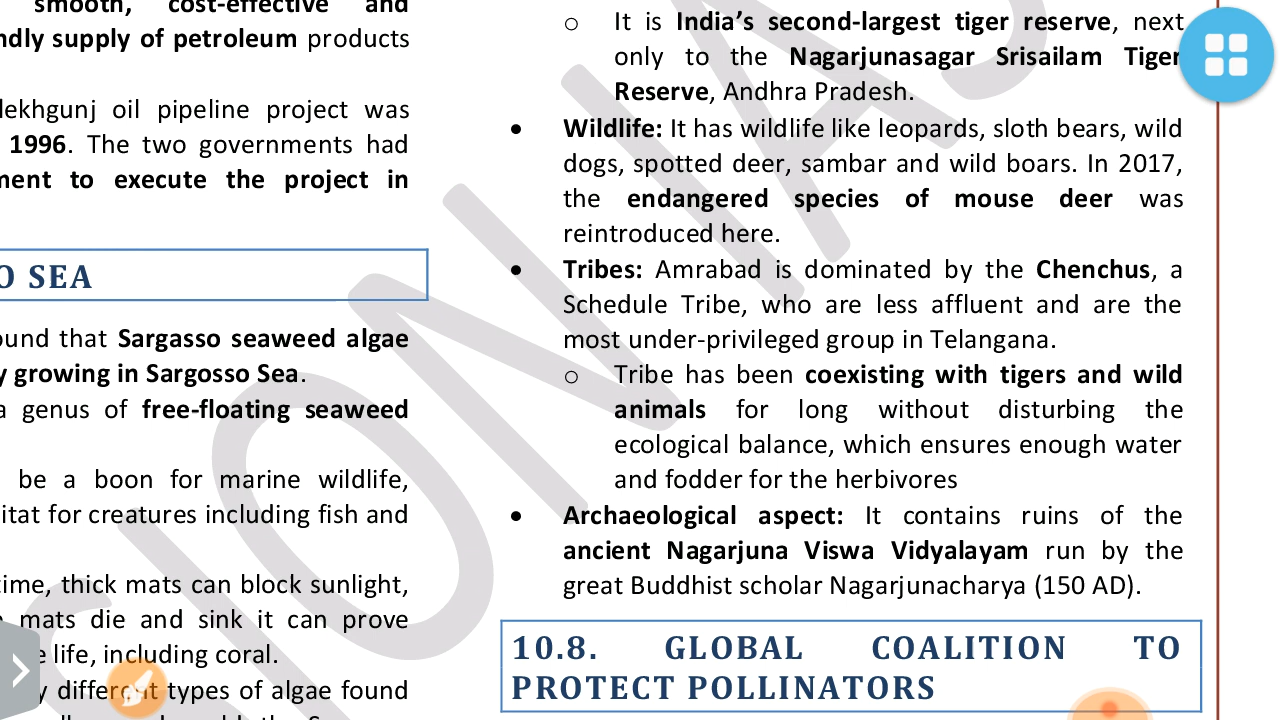 smooth, cost-effective and
ndly supply of petroleum products
lekhgunj oil pipeline project was
1996. The two governments had
ment to execute the project in
O SEA
ound that Sargasso seaweed algae
y growing in Sargosso Sea.
a genus of free-floating seaweed
be a boon for marine wildlife,
itat for creatures including fish and
time, thick mats can block sunlight,
mats die and sink it can prove
e life, including coral.
y different types of algae found
o It is India’s second-largest tiger reserve, next
only to the Nagarjunasagar Srisailam Tiger
Reserve, Andhra Pradesh.
• Wildlife: It has wildlife like leopards, sloth bears, wild
dogs, spotted deer, sambar and wild boars. In 2017,
the endangered species of mouse deer was
reintroduced here.
• Tribes: Amrabad is dominated by the Chenchus, a
Schedule Tribe, who are less affluent and are the
most under-privileged group in Telangana.
o Tribe has been coexisting with tigers and wild
animals for long without disturbing the
ecological balance, which ensures enough water
and fodder for the herbivores
• Archaeological aspect: It contains ruins of the
ancient Nagarjuna Viswa Vidyalayam run by the
great Buddhist scholar Nagarjunacharya (150 AD).
10.8. GLOBAL COALITION TO
PROTECT POLLINATORS